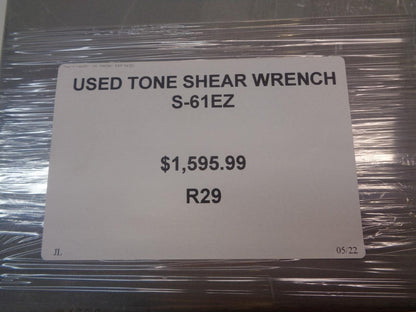 USED TONE SHEAR WRENCH
S-61EZ
$1,595.99
R29
JL 05/22